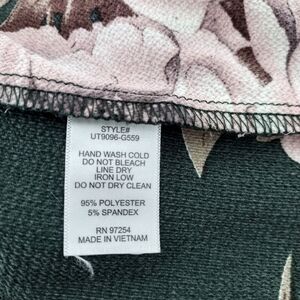 STYLE#
UT9096-G559
HAND WASH COLD
DO NOT BLEACH
LINE DRY
IRON LOW
DO NOT DRY CLEAN
95% POLYESTER
5% SPANDEX
RN 97254
MADE IN VIETNAM